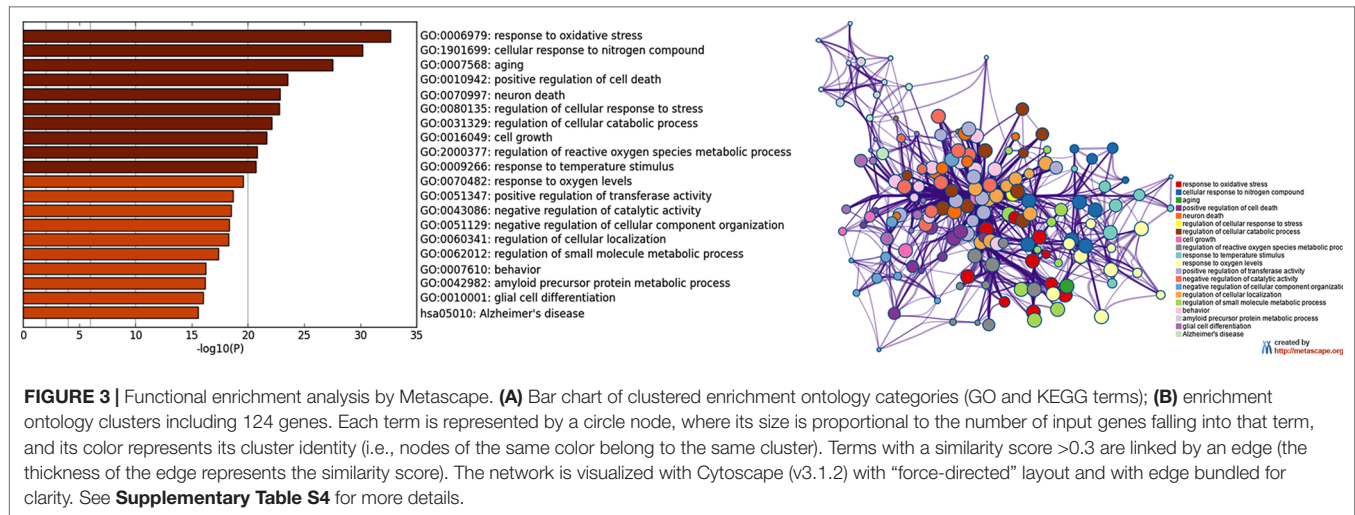 GO:0006979: response to oxidative stress
GO:1901699: cellular response to nitrogen compound
GO:0007568: aging
GO:0010942: positive regulation of cell death
GO:0070997: neuron death
GO:0080135: regulation of cellular response to stress
GO:0031329: regulation of cellular catabolic process
GO:0016049: cell growth
GO:2000377: regulation of reactive oxygen species metabolic process
GO:0009266: response to temperature stimulus
GO:0070482: response to oxygen levels
GO:0051347: positive regulation of transferase activity
GO:0043086: negative regulation of catalytic activity
GO:0051129: negative regulation of cellular component organization
GO:0060341: regulation of cellular localization
GO:0062012: regulation of small molecule metabolic process
GO:0007610: behavior
GO:0042982: amyloid precursor protein metabolic process
GO:0010001: glial cell differentiation
hsa05010: Alzheimer's disease
0 5 10 15 20 25 30 35
-log10(P)
response to oxidative stress
cellular response to nitrogen compound
aging
positive regulation of cell death
neuron death
regulation of cellular response to stress
regulation of cellular catabolic process
cell growth
regulation of reactive oxygen species metabolic proc
response to temperature stimulus
response to oxygen levels
positive regulation of transferase activity
negative regulation of catalytic activity
negative regulation of cellular component organizatio
regulation of cellular localization
regulation of small molecule metabolic process
behavior
amyloid precursor protein metabolic process
glial cell differentiation
Alzheimer's disease
created by
http://metascape.org
FIGURE 3 | Functional enrichment analysis by Metascape. (A) Bar chart of clustered enrichment ontology categories (GO and KEGG terms); (B) enrichment
ontology clusters including 124 genes. Each term is represented by a circle node, where its size is proportional to the number of input genes falling into that term,
and its color represents its cluster identity (i.e., nodes of the same color belong to the same cluster). Terms with a similarity score >0.3 are linked by an edge (the
thickness of the edge represents the similarity score). The network is visualized with Cytoscape (v3.1.2) with “force-directed” layout and with edge bundled for
clarity. See Supplementary Table S4 for more details.